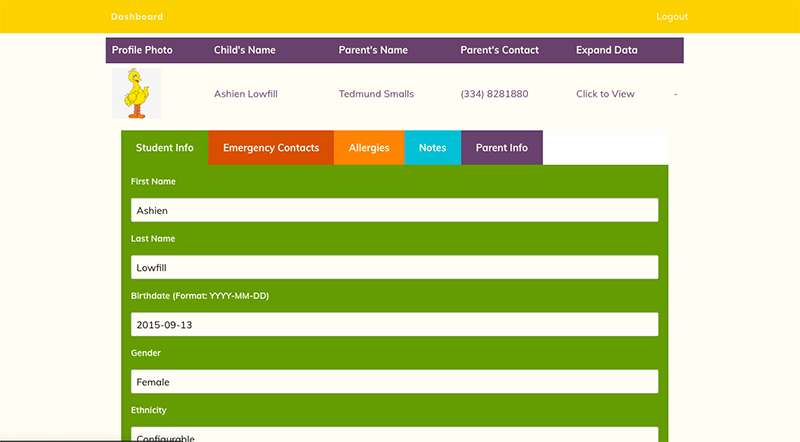 Dashboard Logout
Profile Photo Child's Name Parent's Name Parent's Contact Expand Data
Ashien Lowfill Tedmund Smalls (334) 8281880 Click to View -
Student Info Emergency Contacts Allergies Notes Parent Info
First Name
Ashien
Last Name
Lowfill
Birthdate (Format: YYYY-MM-DD)
2015-09-13
Gender
Female
Ethnicity
Configurable